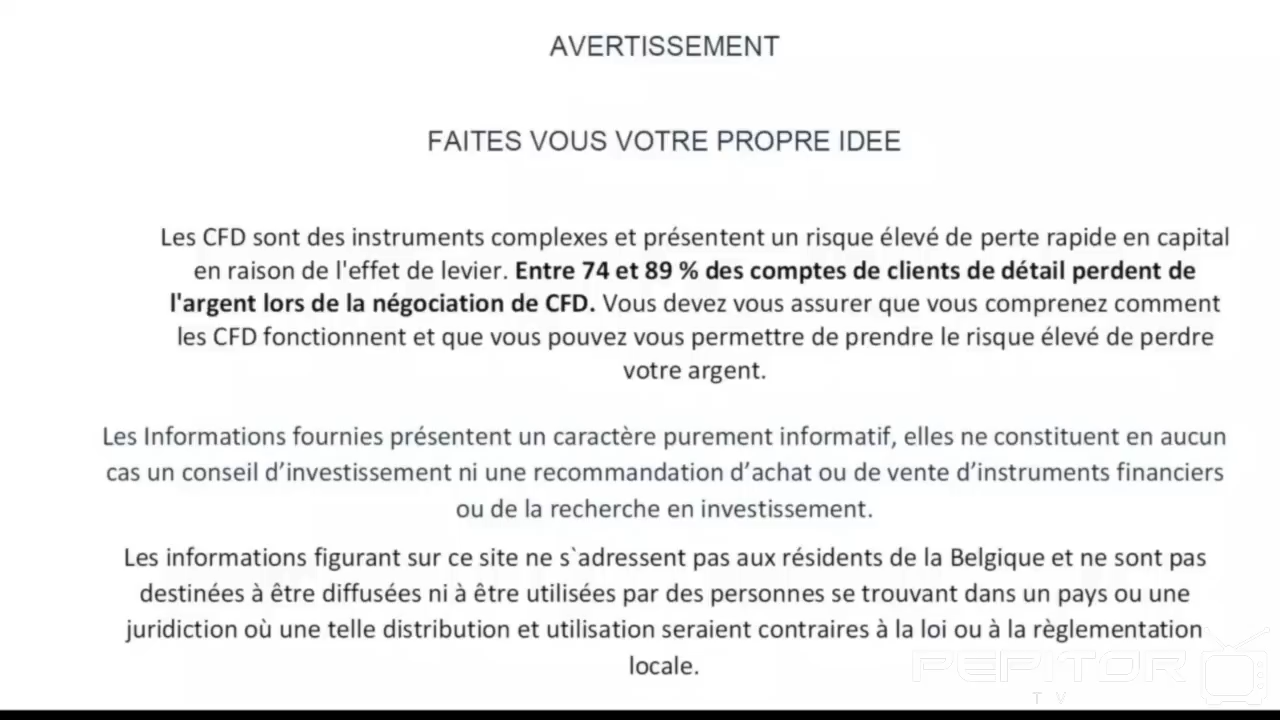 AVERTISSEMENT
FAITES VOUS VOTRE PROPRE IDEE
Les CFD sont des instruments complexes et présentent un risque élevé de perte rapide en capital
en raison de l'effet de levier. Entre 74 et 89 % des comptes de clients de détail perdent de
l'argent lors de la négociation de CFD. Vous devez vous assurer que vous comprenez comment
les CFD fonctionnent et que vous pouvez vous permettre de prendre le risque élevé de perdre
votre argent.
Les Informations fournies présentent un caractère purement informatif, elles ne constituent en aucun
cas un conseil d’investissement ni une recommandation d’achat ou de vente d’instruments financiers
ou de la recherche en investissement.
Les informations figurant sur ce site ne s`adressent pas aux résidents de la Belgique et ne sont pas
destinées à être diffusées ni à être utilisées par des personnes se trouvant dans un pays ou une
juridiction où une telle distribution et utilisation seraient contraires à la loi ou à la règlementation
locale.
PEPITOR
TV